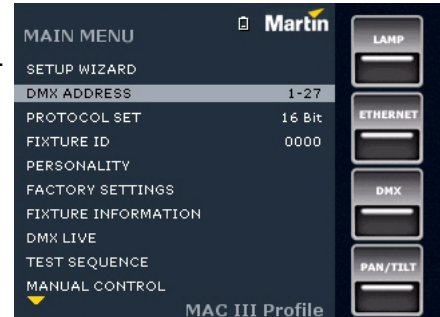 Martin
MAIN MENU
SETUP WIZARD
DMX ADDRESS 1-27
PROTOCOL SET 16 Bit
FIXTURE ID 0000
PERSONALITY
FACTORY SETTINGS
FIXTURE INFORMATION
DMX LIVE
TEST SEQUENCE
MANUAL CONTROL
MAC III Profile
LAMP
ETHERNET
DMX
PAN/TILT